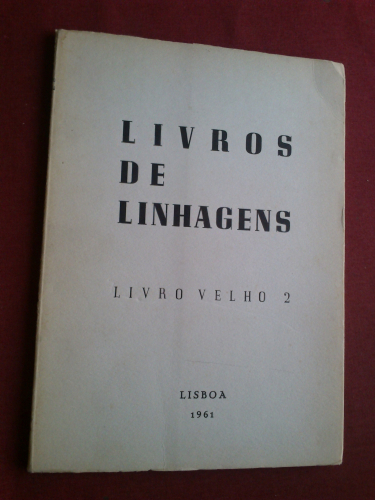 LIVROS
DE
LINHAGENS
LIVRO VELHO 2
LISBOA
1961